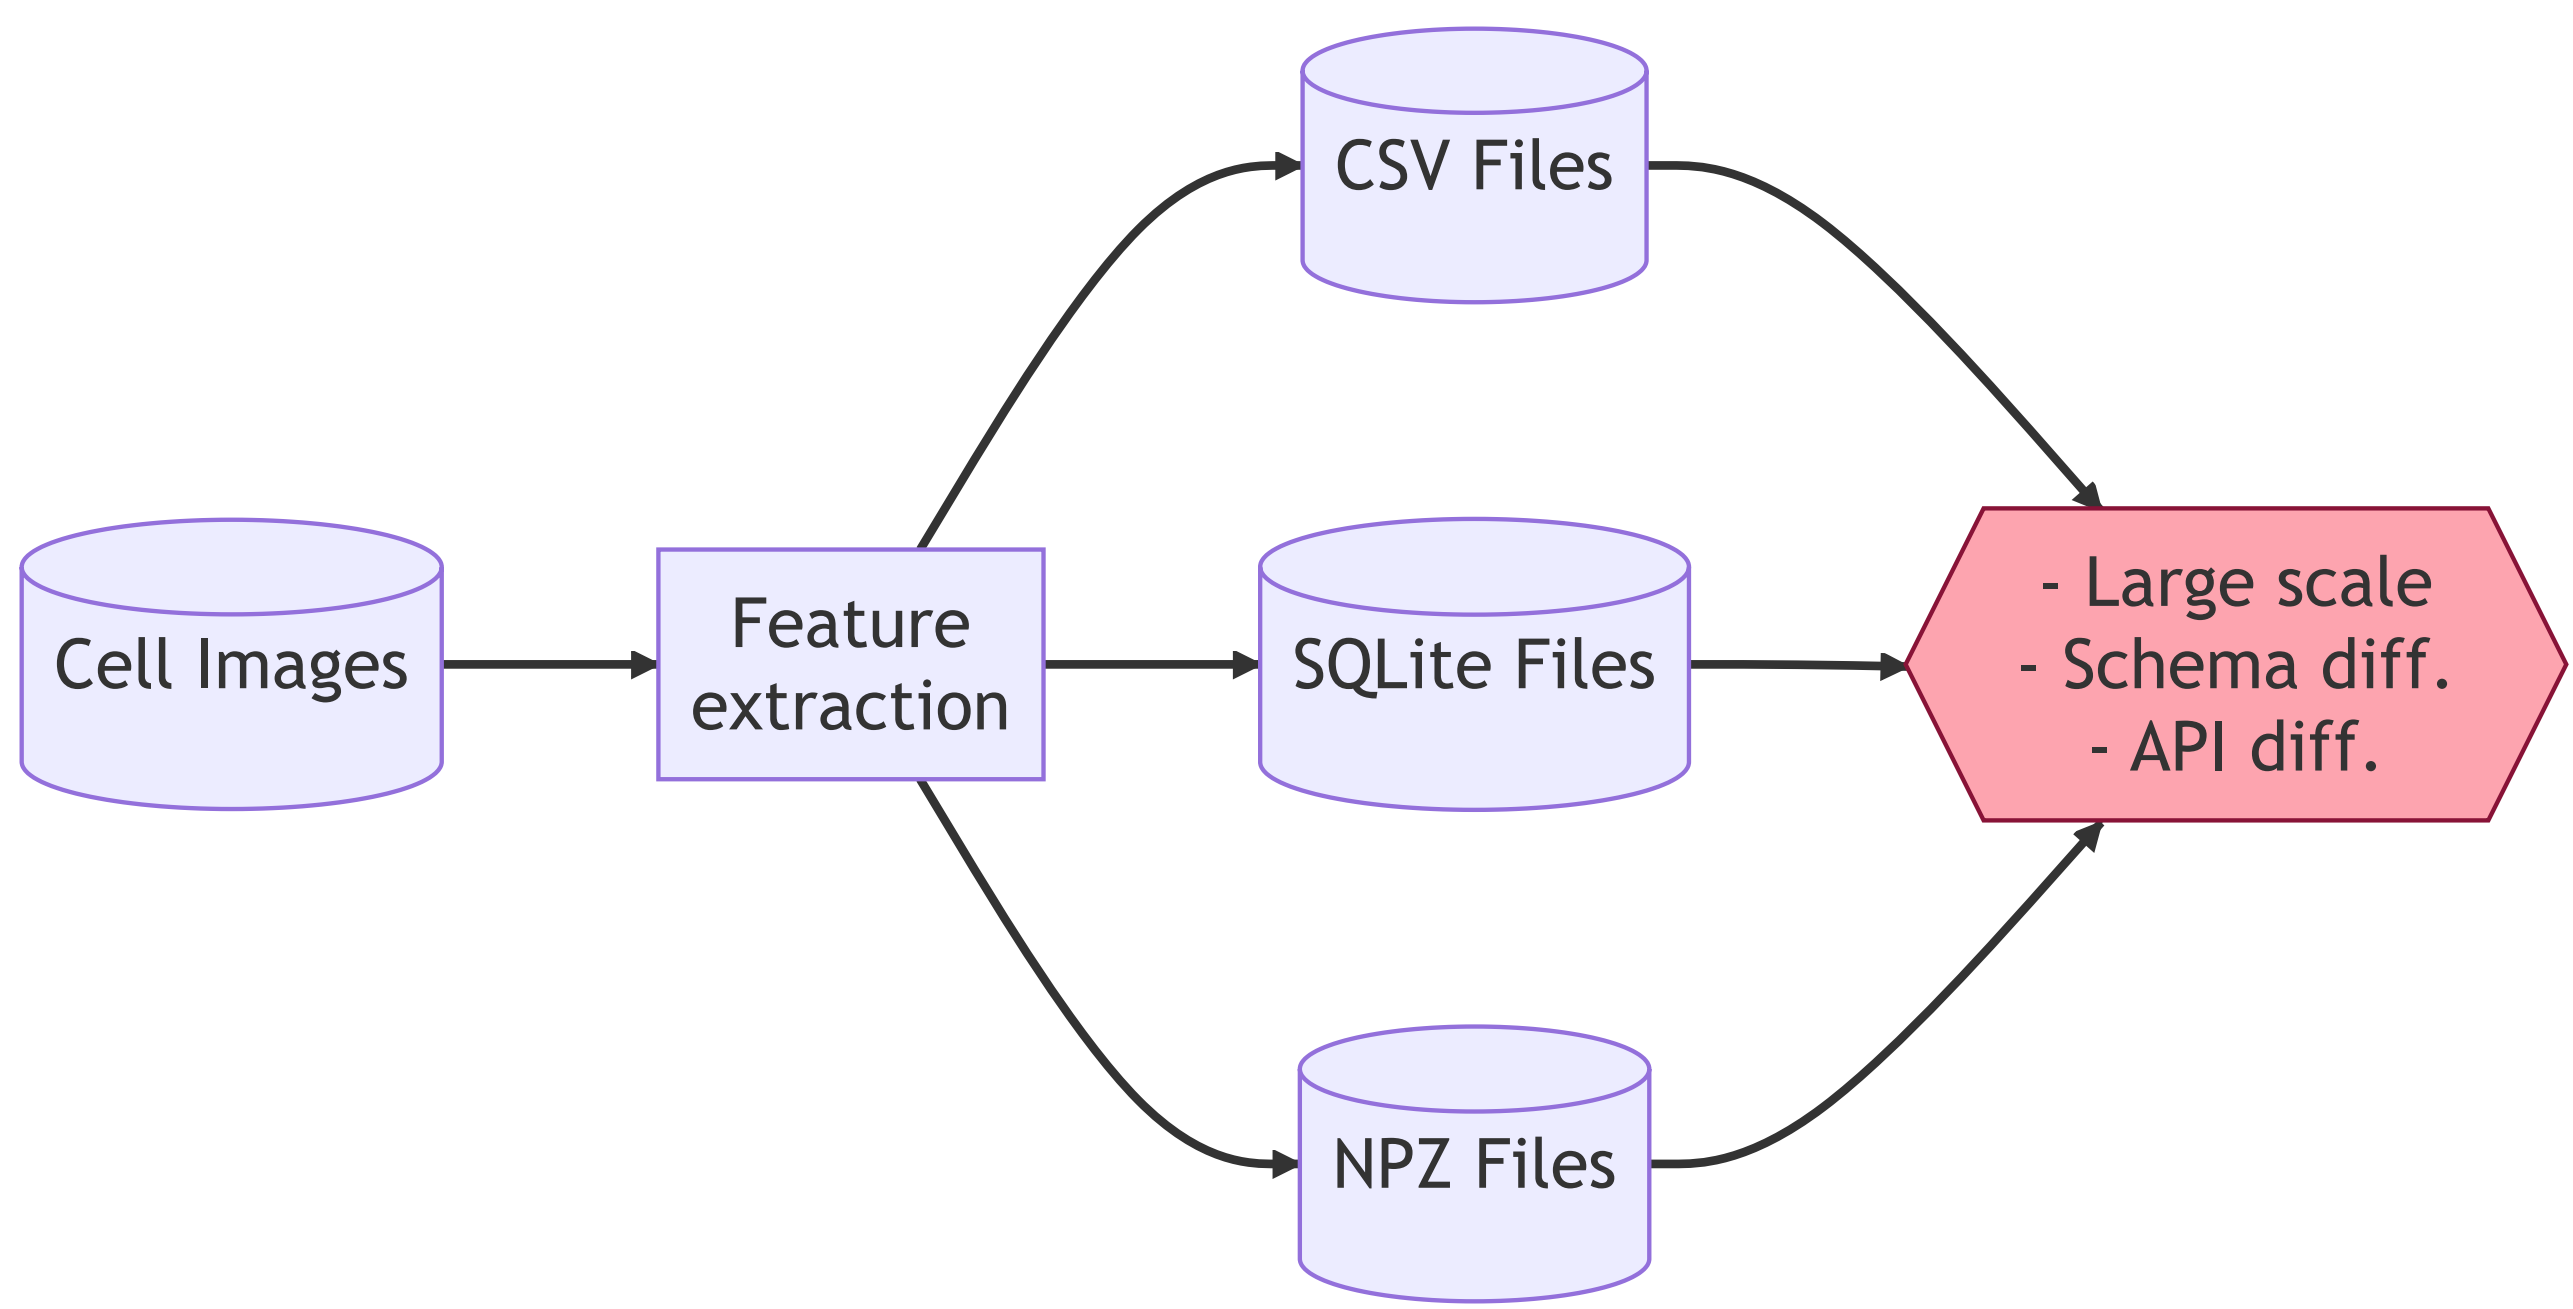 Cell Images
Feature
extraction
CSV Files
SQLite Files
NPZ Files
- Large scale
- Schema diff.
- API diff.